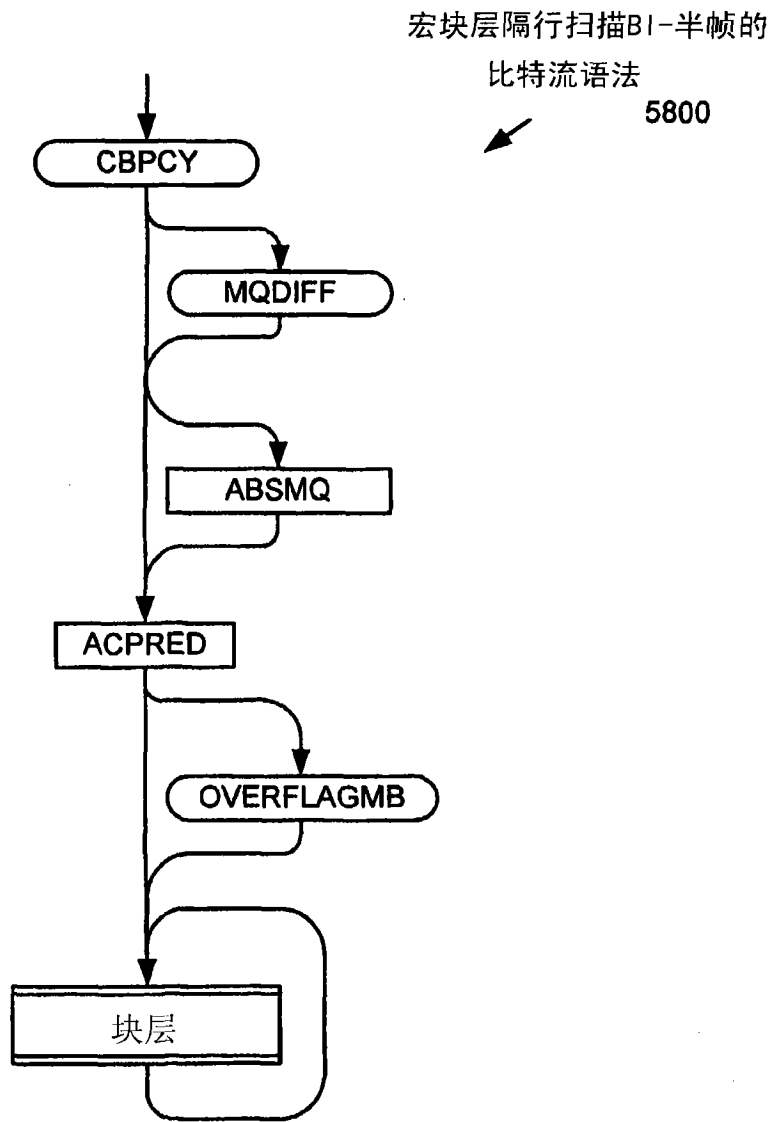 宏块层隔行扫描BI-半帧的
比特流语法
5800
CBPCY
MQDIFF
ABSMQ
ACPRED
OVERFLAGMB
块层